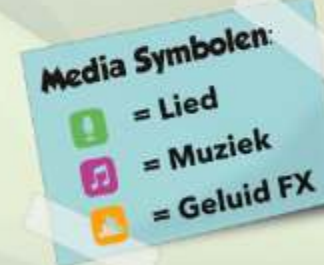 Media Symbolen:
= Lied
= Muziek
= Geluid FX